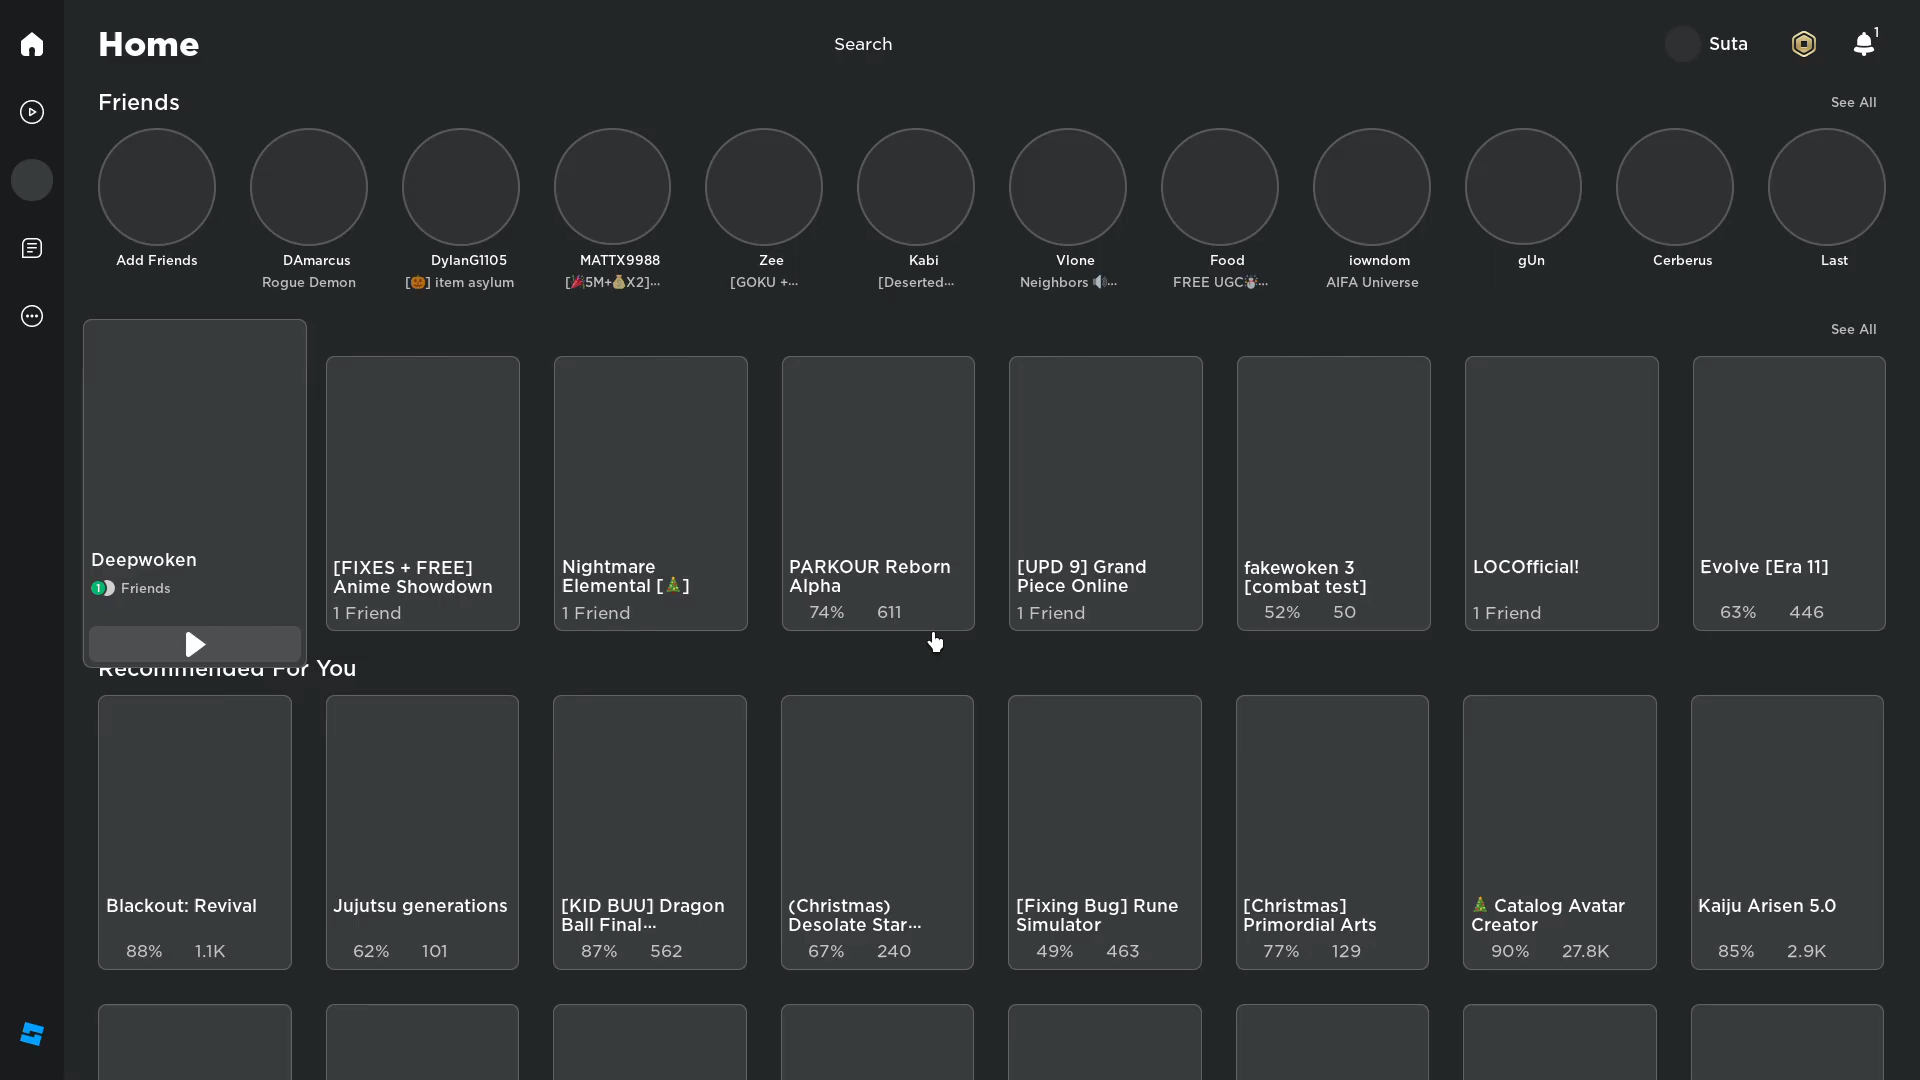 Home
Search
Suta
1
Friends
See All
Add Friends
DAmarcus
Rogue Demon
DylanG1105
[🎃] item asylum
MATTX9988
[🎉5M+💰X2]...
Zee
[GOKU +...
Kabi
[Deserted...
Vlone
Neighbors 🔊...
Food
FREE UGC☃️...
iowndom
AIFA Universe
gUn
Cerberus
Last
See All
Deepwoken
1 Friends
[FIXES + FREE]
Anime Showdown
1 Friend
Nightmare
Elemental [🎄]
1 Friend
PARKOUR Reborn
Alpha
74% 611
[UPD 9] Grand
Piece Online
1 Friend
fakewoken 3
[combat test]
52% 50
LOCOfficial!
1 Friend
Evolve [Era 11]
63% 446
Recommended For You
Blackout: Revival
88% 1.1K
Jujutsu generations
62% 101
[KID BUU] Dragon
Ball Final...
87% 562
(Christmas)
Desolate Star...
67% 240
[Fixing Bug] Rune
Simulator
49% 463
[Christmas]
Primordial Arts
77% 129
🎄 Catalog Avatar
Creator
90% 27.8K
Kaiju Arisen 5.0
85% 2.9K